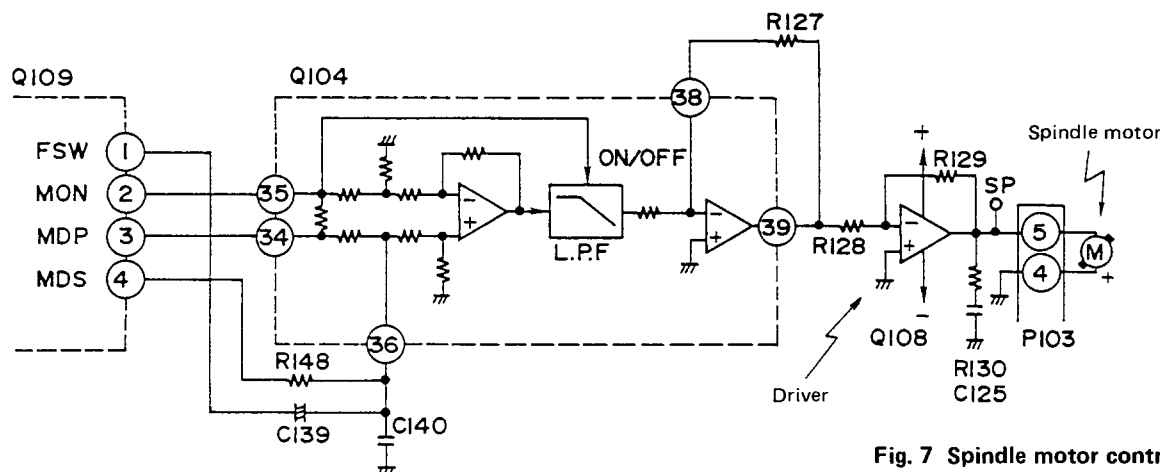 R127
Q109
Q104
38
FSW 1
ON/OFF
Spindle motor
MON 2
35
R129
SP
MDP 3
34
L.P.F
39
R128
5
M
MDS 4
4
36
Q108
P103
R148
R130
C125
Driver
C139
C140
Fig. 7 Spindle motor contr